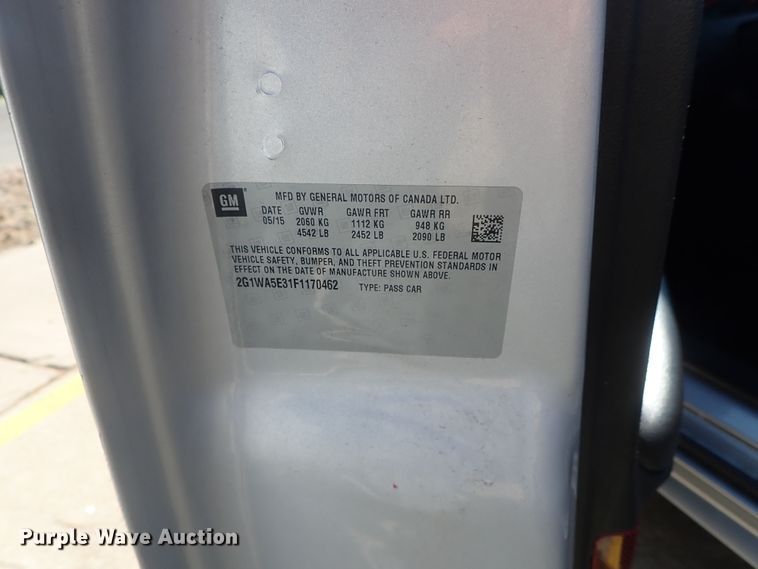 GM
MFD BY GENERAL MOTORS OF CANADA LTD.
DATE GVWR GAWR FRT GAWR RR
05/15 2060 KG 1112 KG 948 KG
4542 LB 2452 LB 2090 LB
THIS VEHICLE CONFORMS TO ALL APPLICABLE U.S. FEDERAL MOTOR
VEHICLE SAFETY, BUMPER, AND THEFT PREVENTION STANDARDS IN
EFFECT ON THE DATE OF MANUFACTURE SHOWN ABOVE.
2G1WA5E31F1170462 TYPE: PASS CAR
Purple Wave Auction